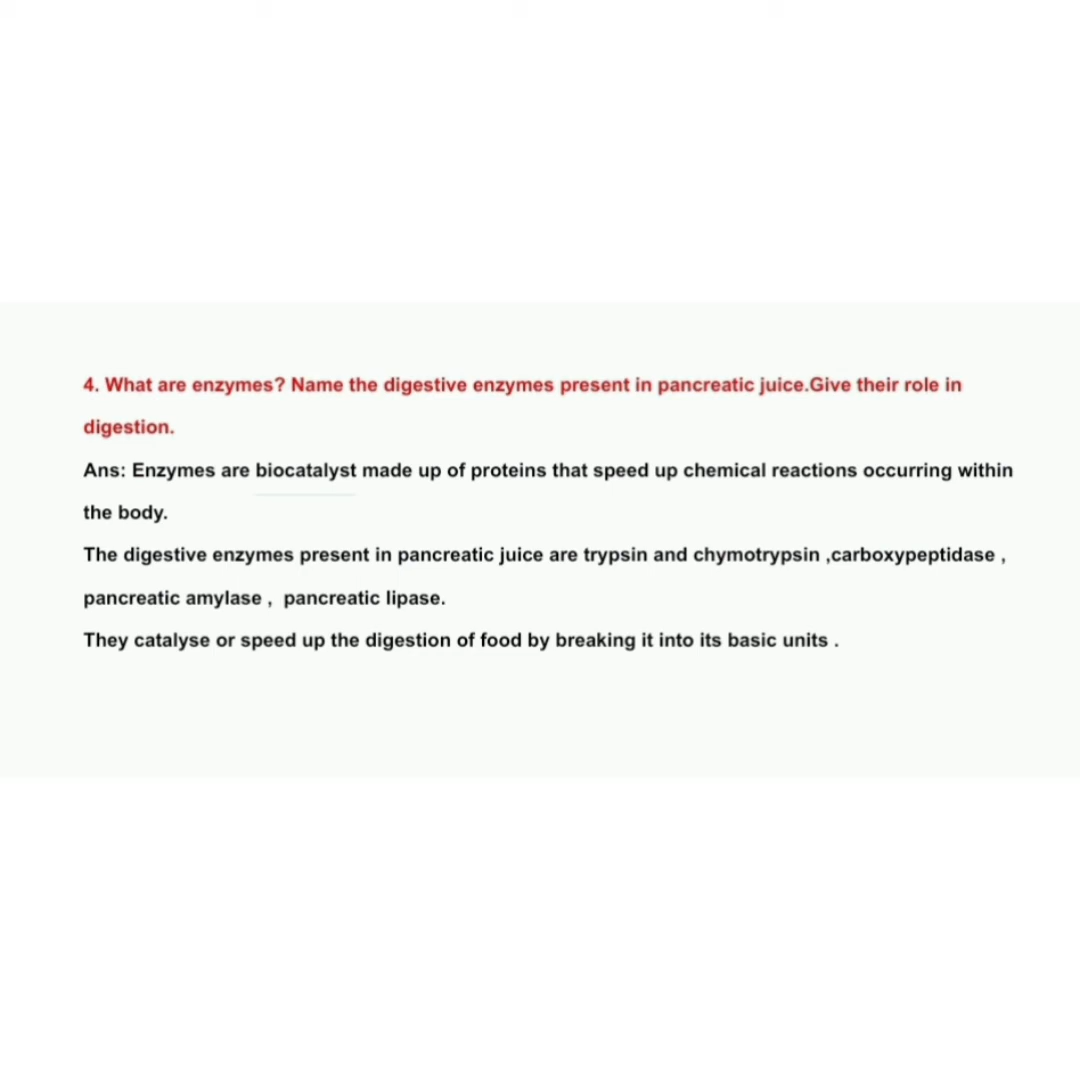 4. What are enzymes? Name the digestive enzymes present in pancreatic juice.Give their role in
digestion.
Ans: Enzymes are biocatalyst made up of proteins that speed up chemical reactions occurring within
the body.
The digestive enzymes present in pancreatic juice are trypsin and chymotrypsin ,carboxypeptidase ,
pancreatic amylase , pancreatic lipase.
They catalyse or speed up the digestion of food by breaking it into its basic units .